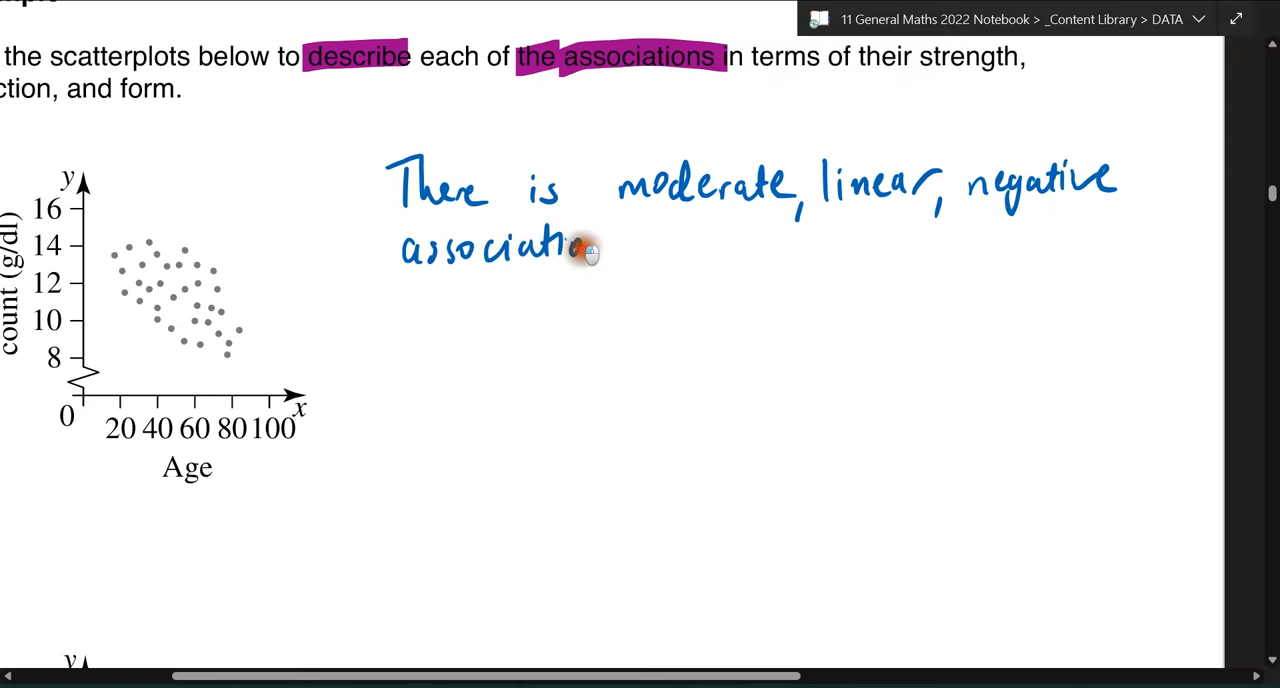 11 General Maths 2022 Notebook > _Content Library > DATA
the scatterplots below to describe each of the associations in terms of their strength,
ction, and form.
There is moderate, linear, negative
associatio
y
16
14
12
10
8
0
count (g/dl)
20 40 60 80 100
x
Age
y